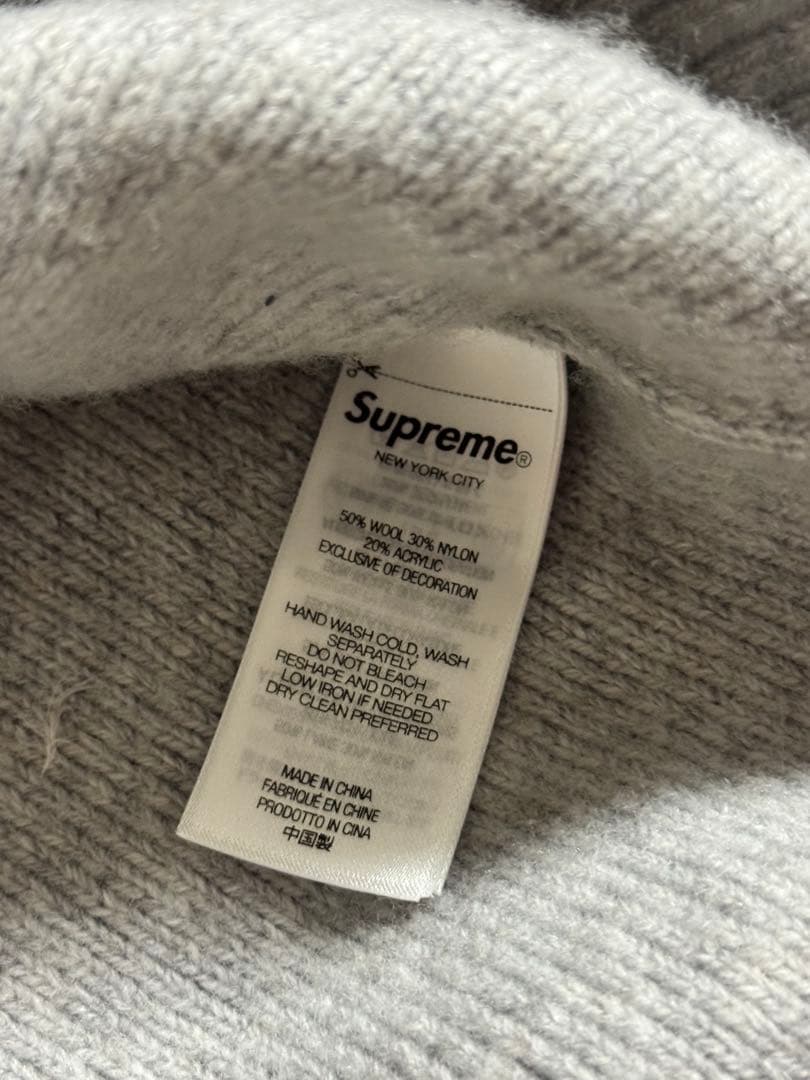 Supreme®
NEW YORK CITY
50% WOOL 30% NYLON
20% ACRYLIC
EXCLUSIVE OF DECORATION
HAND WASH COLD, WASH
SEPARATELY
DO NOT BLEACH
RESHAPE AND DRY FLAT
LOW IRON IF NEEDED
DRY CLEAN PREFERRED
MADE IN CHINA
FABRIQUÉ EN CHINE
PRODOTTO IN CINA
中国製